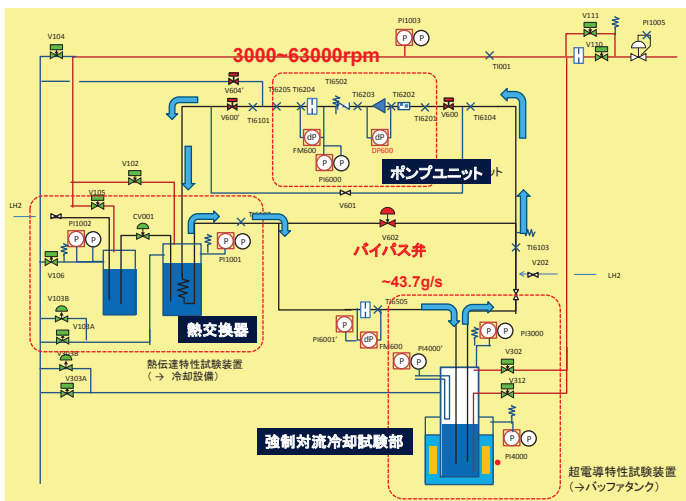 V104
PI1003
P P
V111
PI1005
V110
TI001
3000~63000rpm
V604'
TI6205
TI6204
TI6502
TI6203
TI6202
V600'
TI6101
TI6201
V600
TI6104
dP
dP
FM600
DP600
P P
PI6000
ポンプユニット
ット
V102
V601
V105
LH2
PI1002
P P
CV001
V602
バイパス弁
P P
PI1001
TI6103
V202
LH2
V106
~43.7g/s
V103B
V103A
熱交換器
TI6505
P
dP
PI6001'
FM600
P P
PI4000'
P P
PI3000
V303B
V303A
熱伝達特性試験装置
(→ 冷却設備)
V302
V312
強制対流冷却試験部
P P
PI4000
超電導特性試験装置
(→バッファタンク)